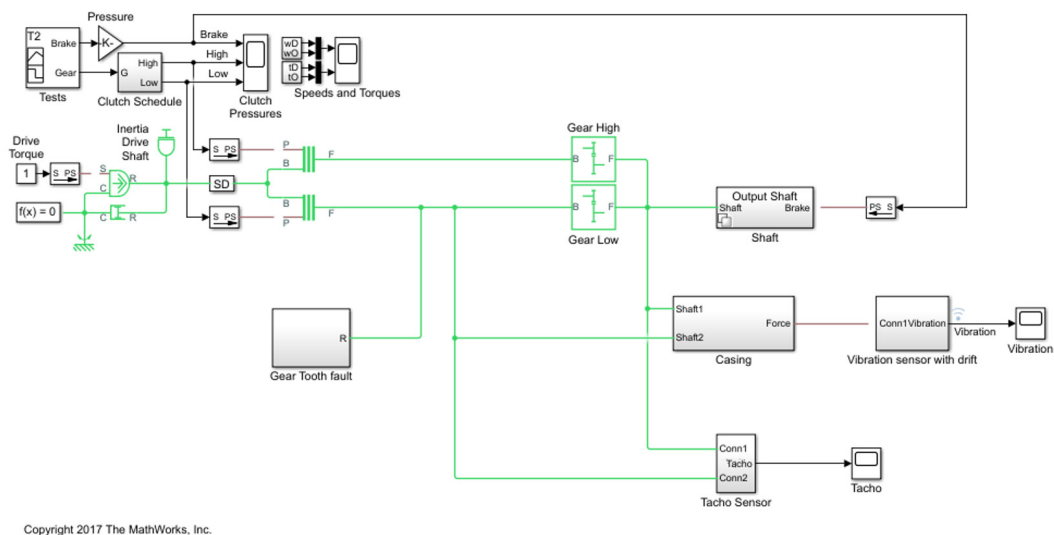 Pressure
T2
Brake
Gear
Tests
-K-
G
High
Low
Clutch Schedule
Brake
High
Low
Clutch
Pressures
wD
wO
tD
tO
Speeds and Torques
Drive
Torque
1
S PS
Inertia
Drive
Shaft
S
C
R
f(x) = 0
C
R
SD
S PS
P
B
F
S PS
B
F
P
Gear High
B
F
B
F
Gear Low
Output Shaft
Shaft
Brake
Shaft
PS S
Gear Tooth fault
R
Shaft1
Force
Shaft2
Casing
Conn1
Vibration
Vibration sensor with drift
Vibration
Vibration
Conn1
Tacho
Conn2
Tacho Sensor
Tacho
Copyright 2017 The MathWorks, Inc.